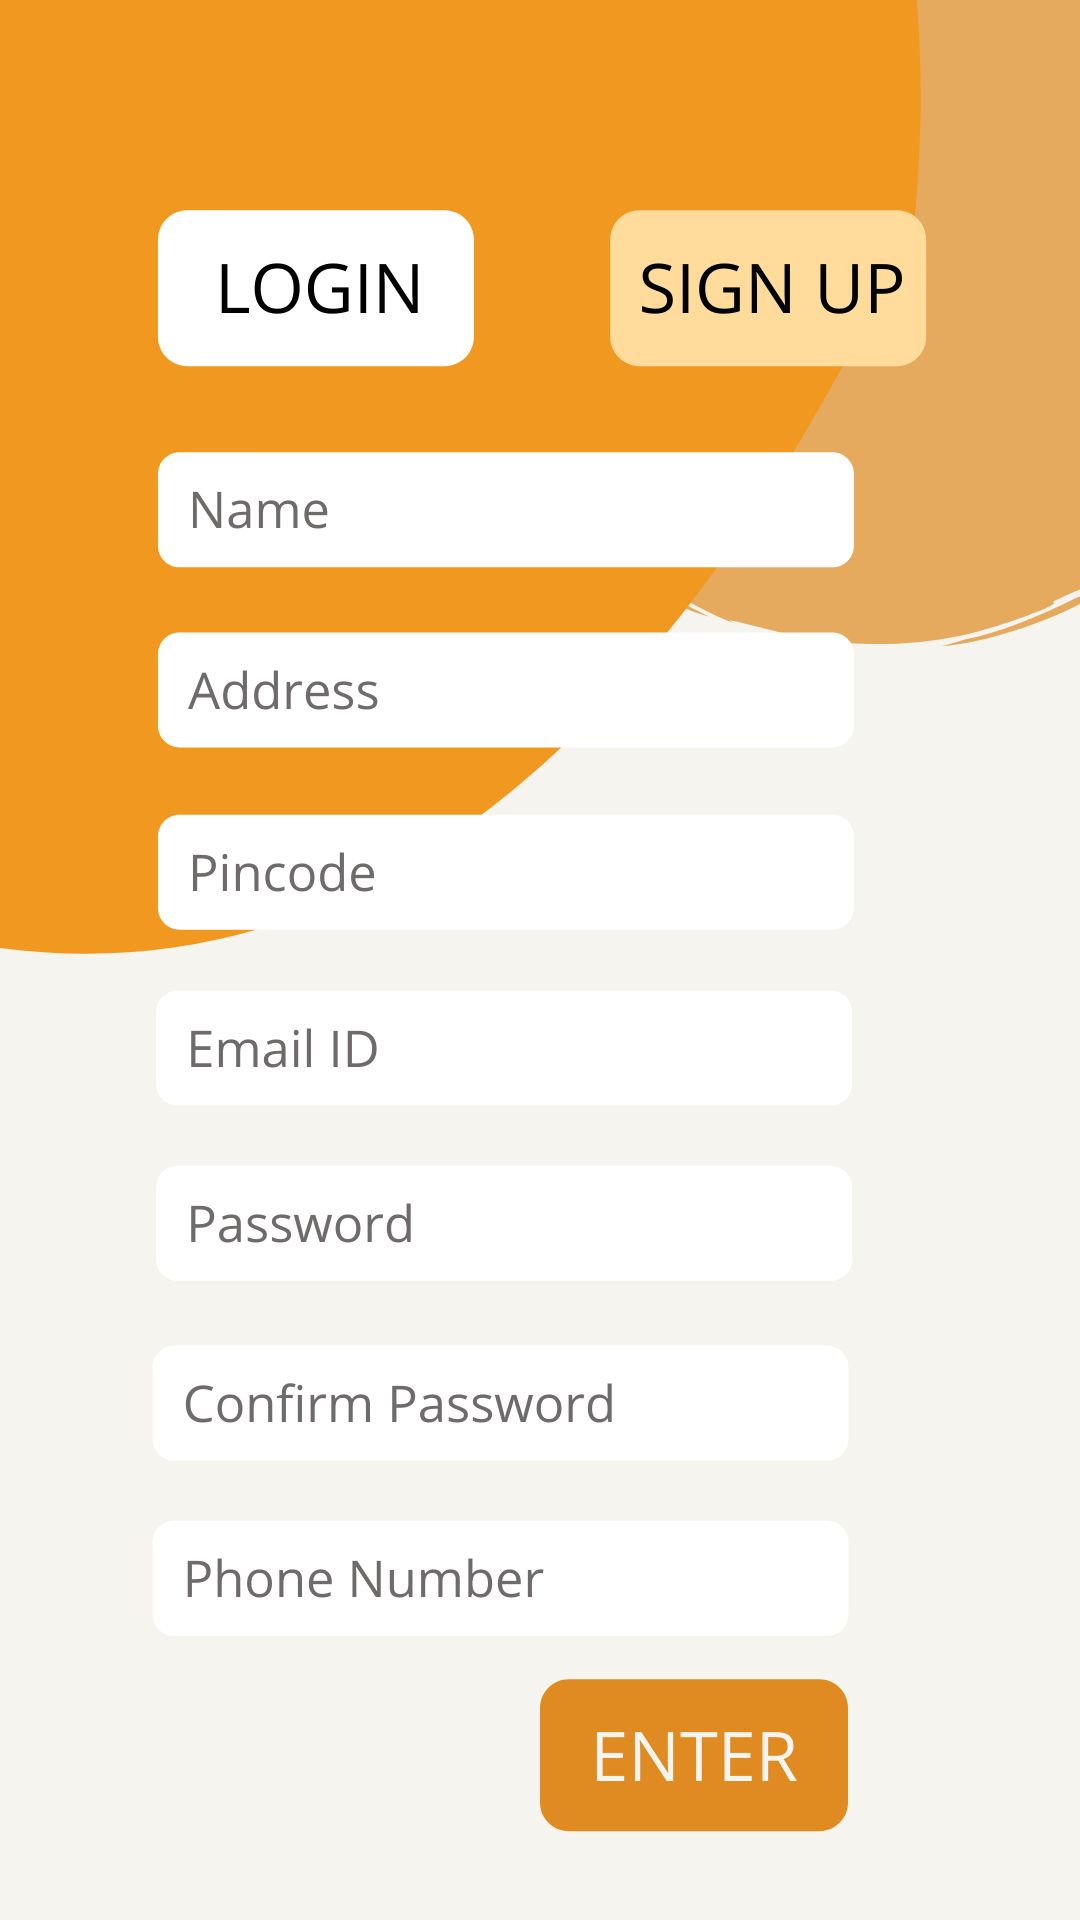 LOGIN
SIGN UP
Name
Address
Pincode
Email ID
Password
Confirm Password
Phone Number
ENTER